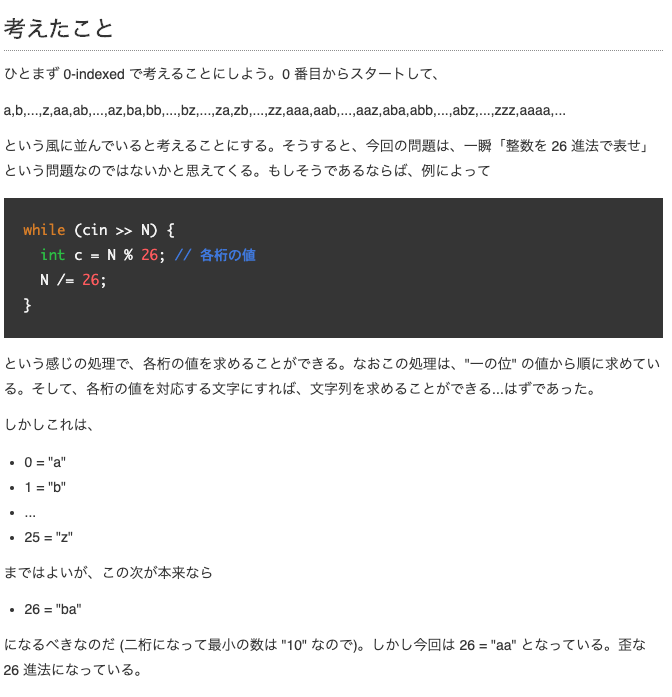 考えたこと
ひとまず 0-indexed で考えることにしよう。0 番目からスタートして、
a,b,...,z,aa,ab,...,az,ba,bb,...,bz,...,za,zb,...,zz,aaa,aab,...,aaz,aba,abb,...,abz,...,zzz,aaaa,...
という風に並んでいると考えることにする。そうすると、今回の問題は、一瞬「整数を 26 進法で表せ」
という問題なのではないかと思えてくる。もしそうであるならば、例によって
while (cin >> N) {
  int c = N % 26; // 各桁の値
  N /= 26;
}
という感じの処理で、各桁の値を求めることができる。なおこの処理は、"一の位" の値から順に求めてい
る。そして、各桁の値を対応する文字にすれば、文字列を求めることができる...はずであった。
しかしこれは、
• 0 = "a"
• 1 = "b"
• ...
• 25 = "z"
まではよいが、この次が本来なら
• 26 = "ba"
になるべきなのだ (二桁になって最小の数は "10" なので)。しかし今回は 26 = "aa" となっている。歪な
26 進法になっている。